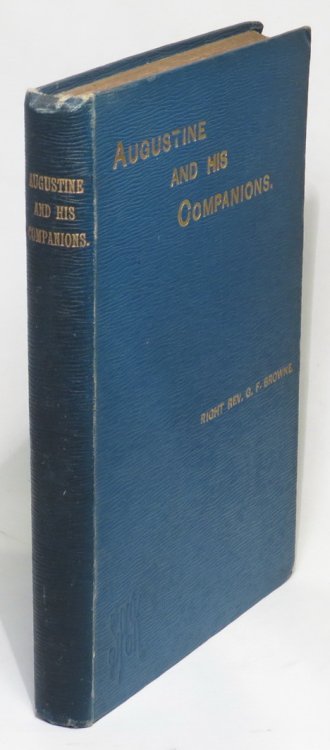 AUGUSTINE
AND HIS
COMPANIONS.
AUGUSTINE
AND HIS
COMPANIONS.
RIGHT REV. G. F. BROWNE